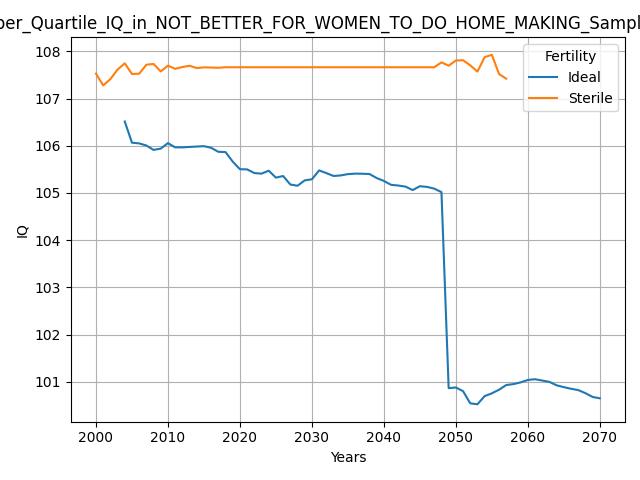 per_Quartile_IQ_in_NOT_BETTER_FOR_WOMEN_TO_DO_HOME_MAKING_Sampl
108
107
106
105
104
103
102
101
IQ
Fertility
Ideal
Sterile
2000 2010 2020 2030 2040 2050 2060 2070
Years